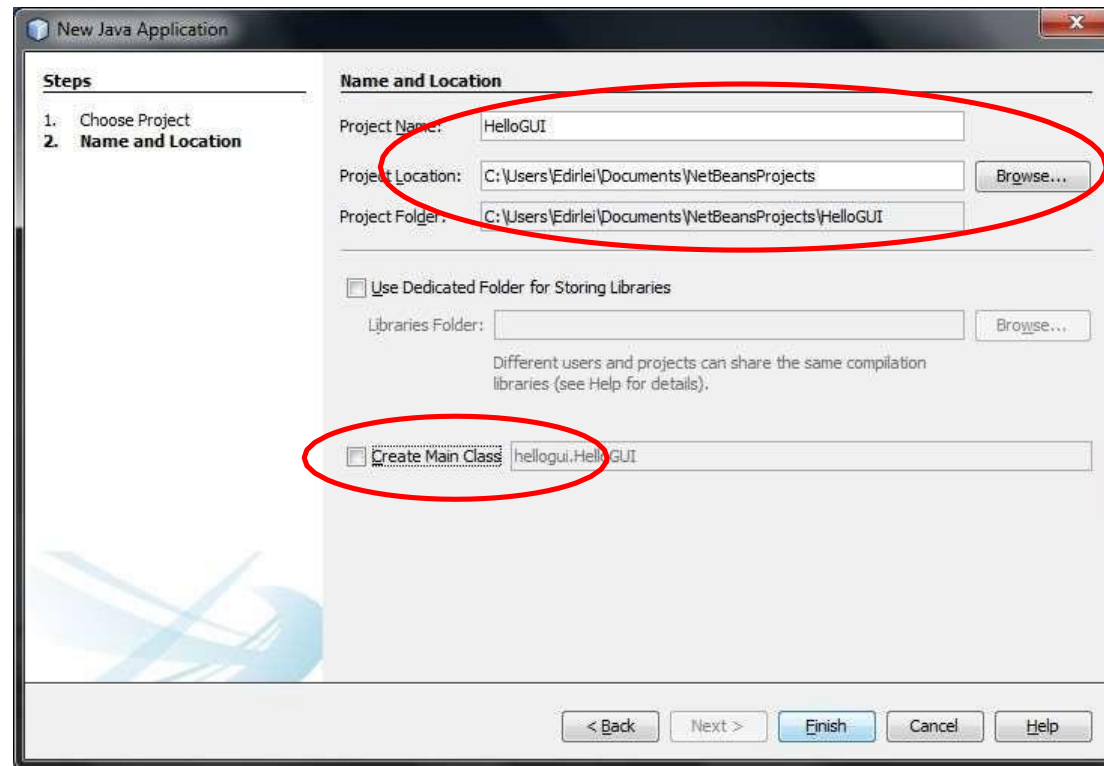 New Java Application
Steps
1. Choose Project
2. Name and Location
Name and Location
Project Name: HelloGUI
Project Location: C:\Users\Edirlei\Documents\NetBeansProjects Browse...
Project Folder: C:\Users\Edirlei\Documents\NetBeansProjects\HelloGUI
Use Dedicated Folder for Storing Libraries
Libraries Folder: Browse...
Different users and projects can share the same compilation
libraries (see Help for details).
Create Main Class hellogui.HelloGUI
< Back Next > Finish Cancel Help